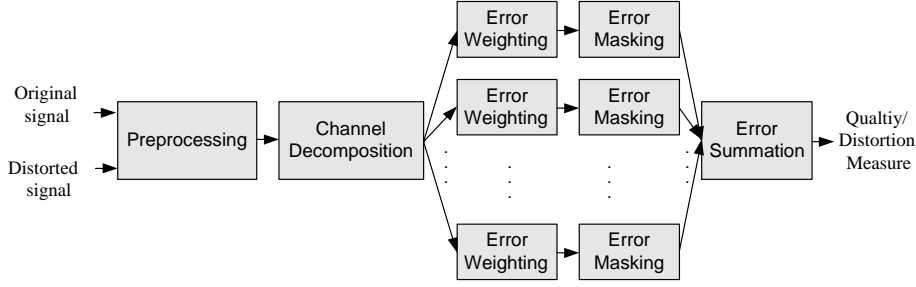 Original
signal
Distorted
signal
Preprocessing
Channel
Decomposition
Error
Weighting
Error
Masking
Error
Weighting
Error
Masking
Error
Weighting
Error
Masking
Error
Summation
Qualtiy/
Distortion
Measure